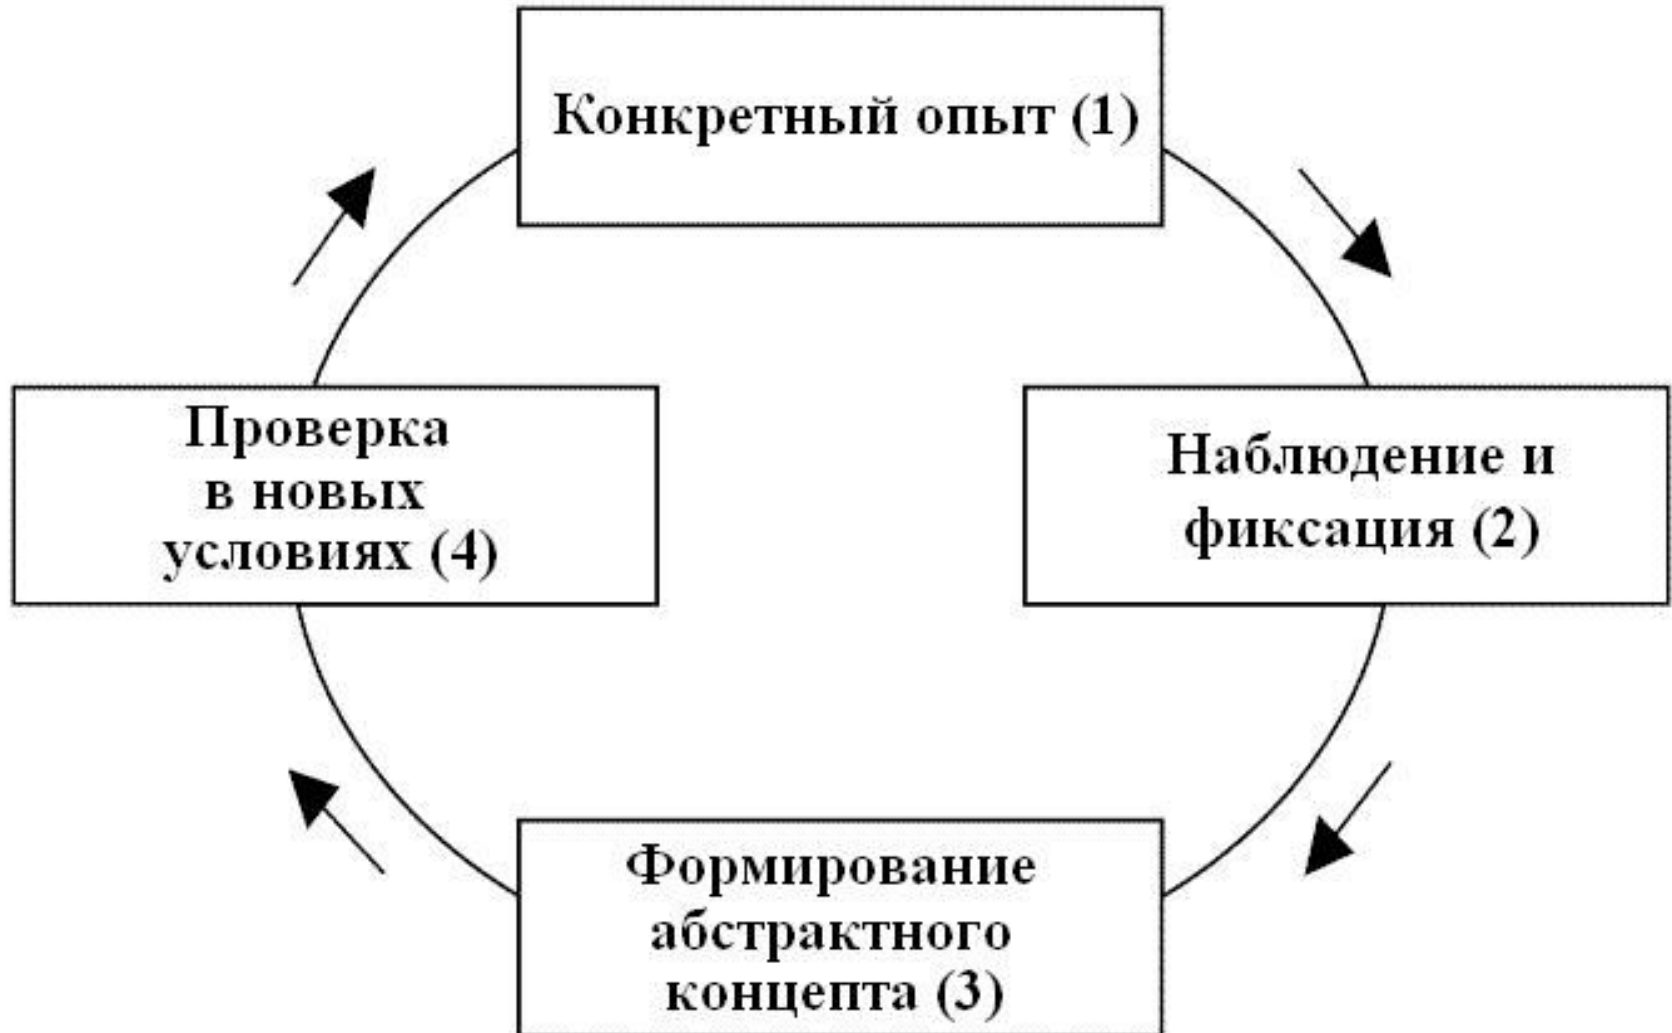 Конкретный опыт (1)
Проверка
в новых
условиях (4)
Наблюдение и
фиксация (2)
Формирование
абстрактного
концепта (3)